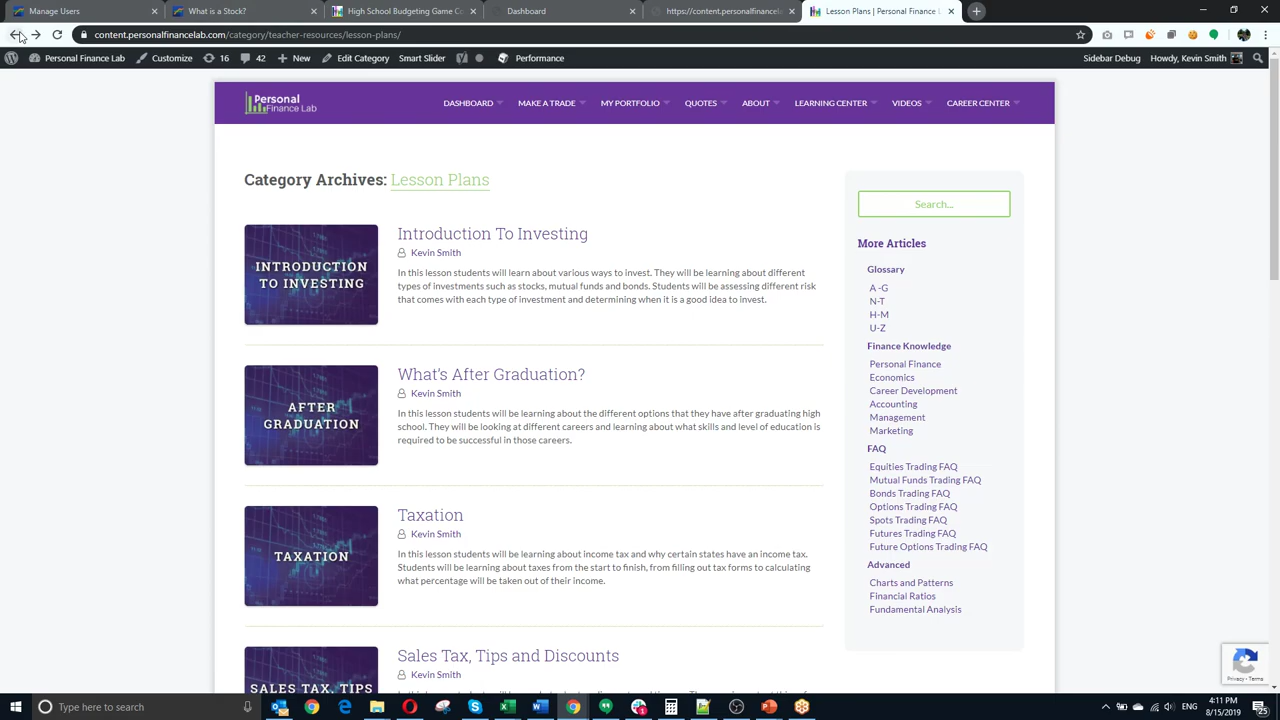 Manage Users
What is a Stock?
High School Budgeting Game Co
Dashboard
https://content.personalfinancela
Lesson Plans | Personal Finance L
content.personalfinancelab.com/category/teacher-resources/lesson-plans/
Personal Finance Lab
Customize
16
42
New
Edit Category
Smart Slider
Performance
Sidebar Debug
Howdy, Kevin Smith
Personal
Finance Lab
DASHBOARD
MAKE A TRADE
MY PORTFOLIO
QUOTES
ABOUT
LEARNING CENTER
VIDEOS
CAREER CENTER
Category Archives: Lesson Plans
INTRODUCTION
TO INVESTING
Introduction To Investing
Kevin Smith
In this lesson students will learn about various ways to invest. They will be learning about different
types of investments such as stocks, mutual funds and bonds. Students will be assessing different risk
that comes with each type of investment and determining when it is a good idea to invest.
AFTER
GRADUATION
What's After Graduation?
Kevin Smith
In this lesson students will be learning about the different options that they have after graduating high
school. They will be looking at different careers and learning about what skills and level of education is
required to be successful in those careers.
TAXATION
Taxation
Kevin Smith
In this lesson students will be learning about income tax and why certain states have an income tax.
Students will be learning about taxes from the start to finish, from filling out tax forms to calculating
what percentage will be taken out of their income.
SALES TAX, TIPS
Sales Tax, Tips and Discounts
Kevin Smith
Search...
More Articles
Glossary
A -G
N-T
H-M
U-Z
Finance Knowledge
Personal Finance
Economics
Career Development
Accounting
Management
Marketing
FAQ
Equities Trading FAQ
Mutual Funds Trading FAQ
Bonds Trading FAQ
Options Trading FAQ
Spots Trading FAQ
Futures Trading FAQ
Future Options Trading FAQ
Advanced
Charts and Patterns
Financial Ratios
Fundamental Analysis
Privacy - Terms
Type here to search
4:11 PM
8/15/2019